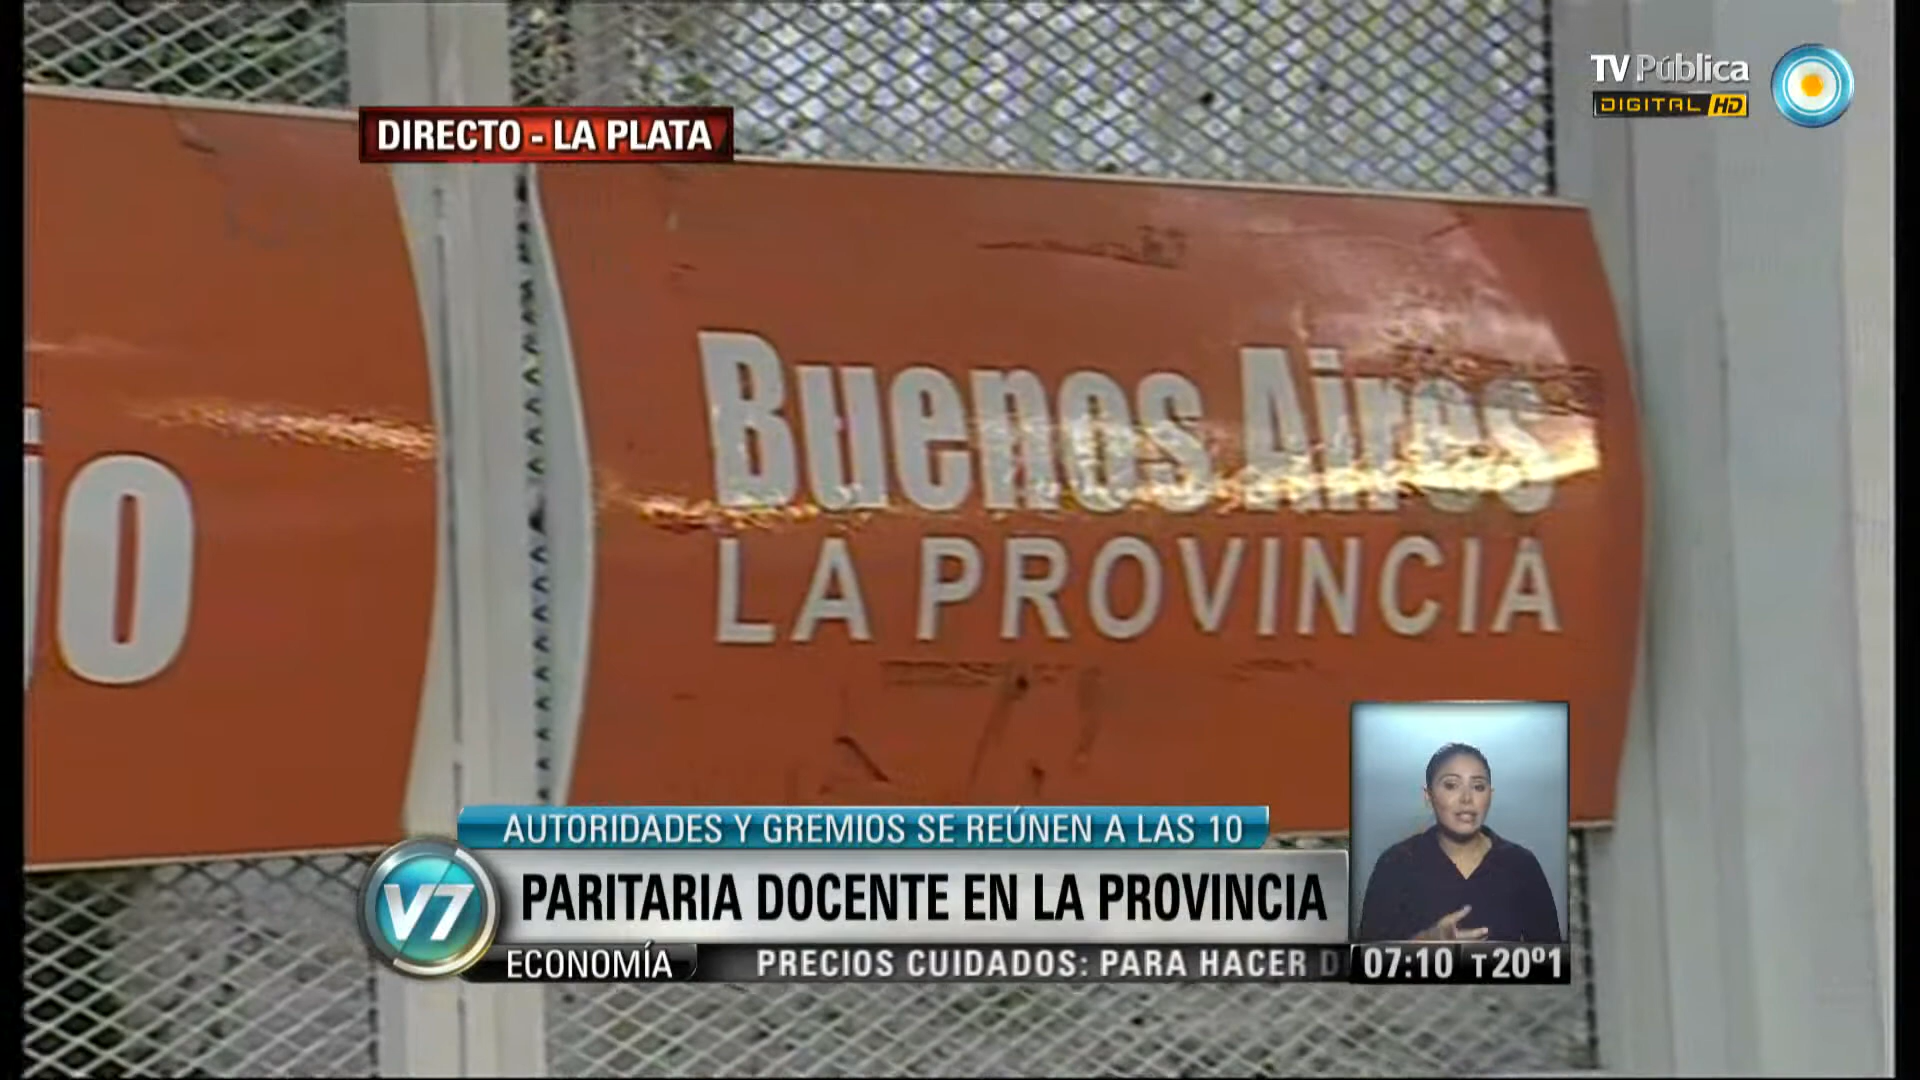 TV Pública
DIGITAL HD
DIRECTO - LA PLATA
jo
Buenos Aires
LA PROVINCIA
AUTORIDADES Y GREMIOS SE REÚNEN A LAS 10
V7
PARITARIA DOCENTE EN LA PROVINCIA
ECONOMÍA
PRECIOS CUIDADOS: PARA HACER D
07:10 T20º1